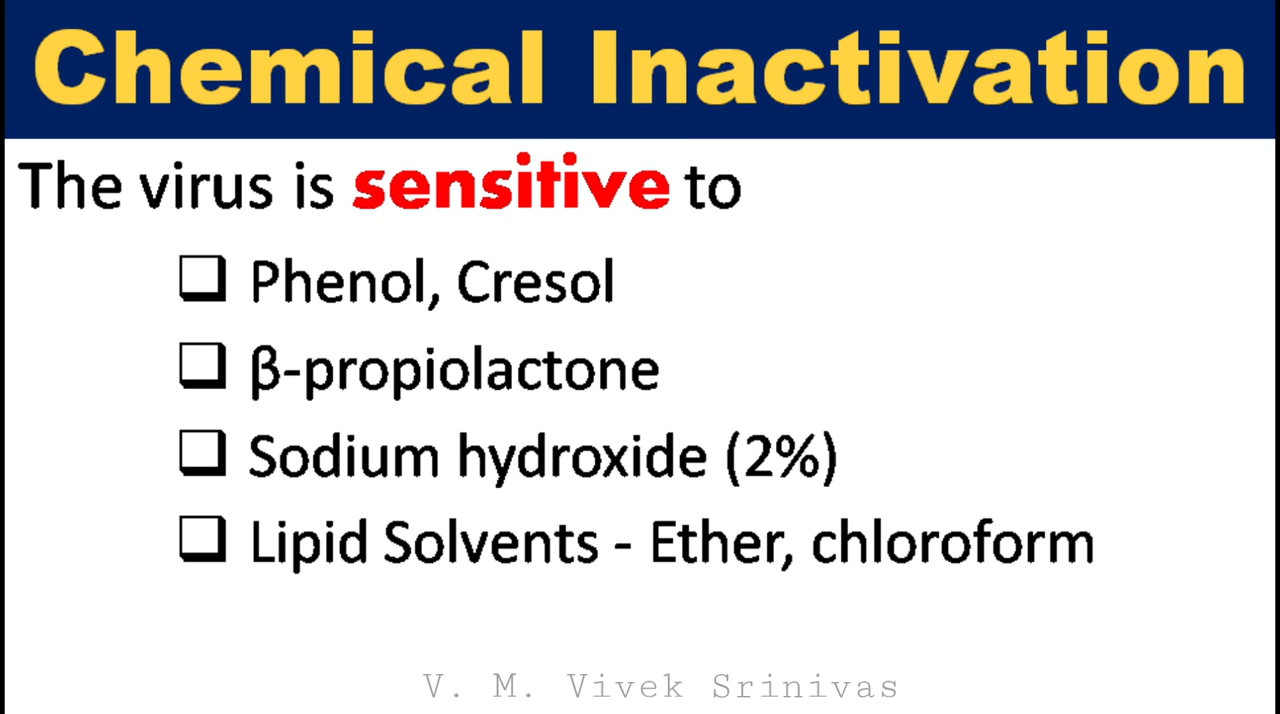 Chemical Inactivation
The virus is sensitive to
❑ Phenol, Cresol
❑ β-propiolactone
❑ Sodium hydroxide (2%)
❑ Lipid Solvents - Ether, chloroform
V. M. Vivek Srinivas